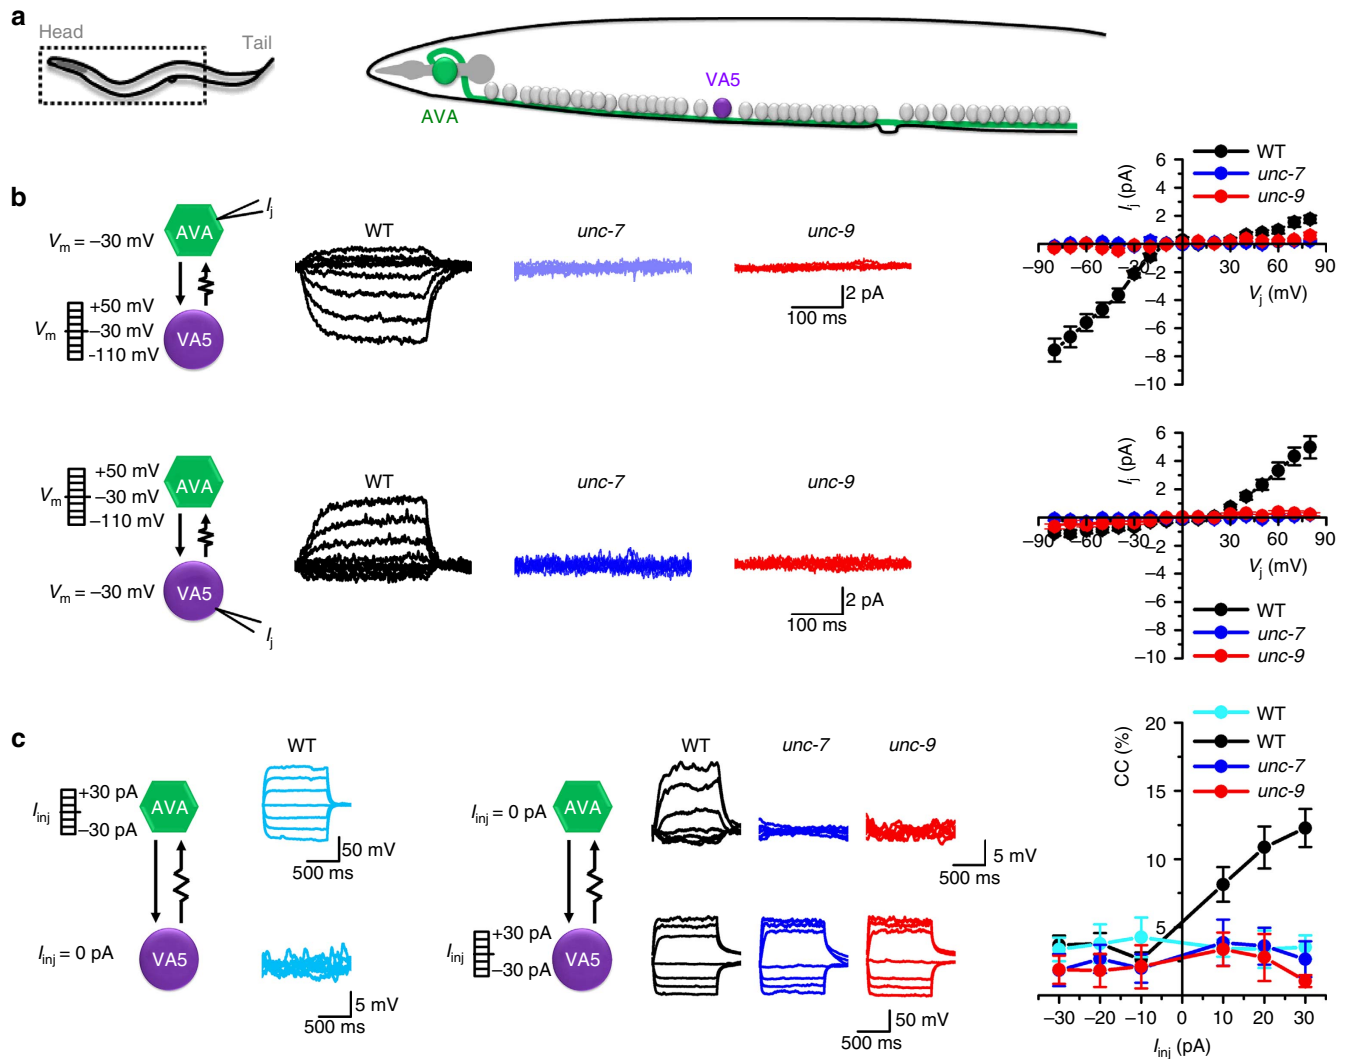 a
Head
Tail
AVA
VA5
b
Vm = –30 mV
AVA
Ij
Vm
+50 mV
–30 mV
-110 mV
VA5
WT
unc-7
unc-9
2 pA
100 ms
WT
unc-7
unc-9
Ij (pA)
6
4
2
–2
–4
–6
–8
–10
–90
–60
–30
30
60
90
Vj (mV)
Vm
+50 mV
–30 mV
–110 mV
AVA
Vm = –30 mV
VA5
Ij
WT
unc-7
unc-9
2 pA
100 ms
Ij (pA)
6
4
2
–2
–4
–6
–8
–10
–90
–60
–30
30
60
90
Vj (mV)
WT
unc-7
unc-9
c
Iinj
+30 pA
–30 pA
AVA
Iinj = 0 pA
VA5
WT
50 mV
500 ms
5 mV
500 ms
Iinj = 0 pA
AVA
Iinj
+30 pA
–30 pA
VA5
WT
unc-7
unc-9
5 mV
500 ms
50 mV
500 ms
WT
WT
unc-7
unc-9
CC (%)
20
15
10
5
–30
–20
–10
0
10
20
30
Iinj (pA)